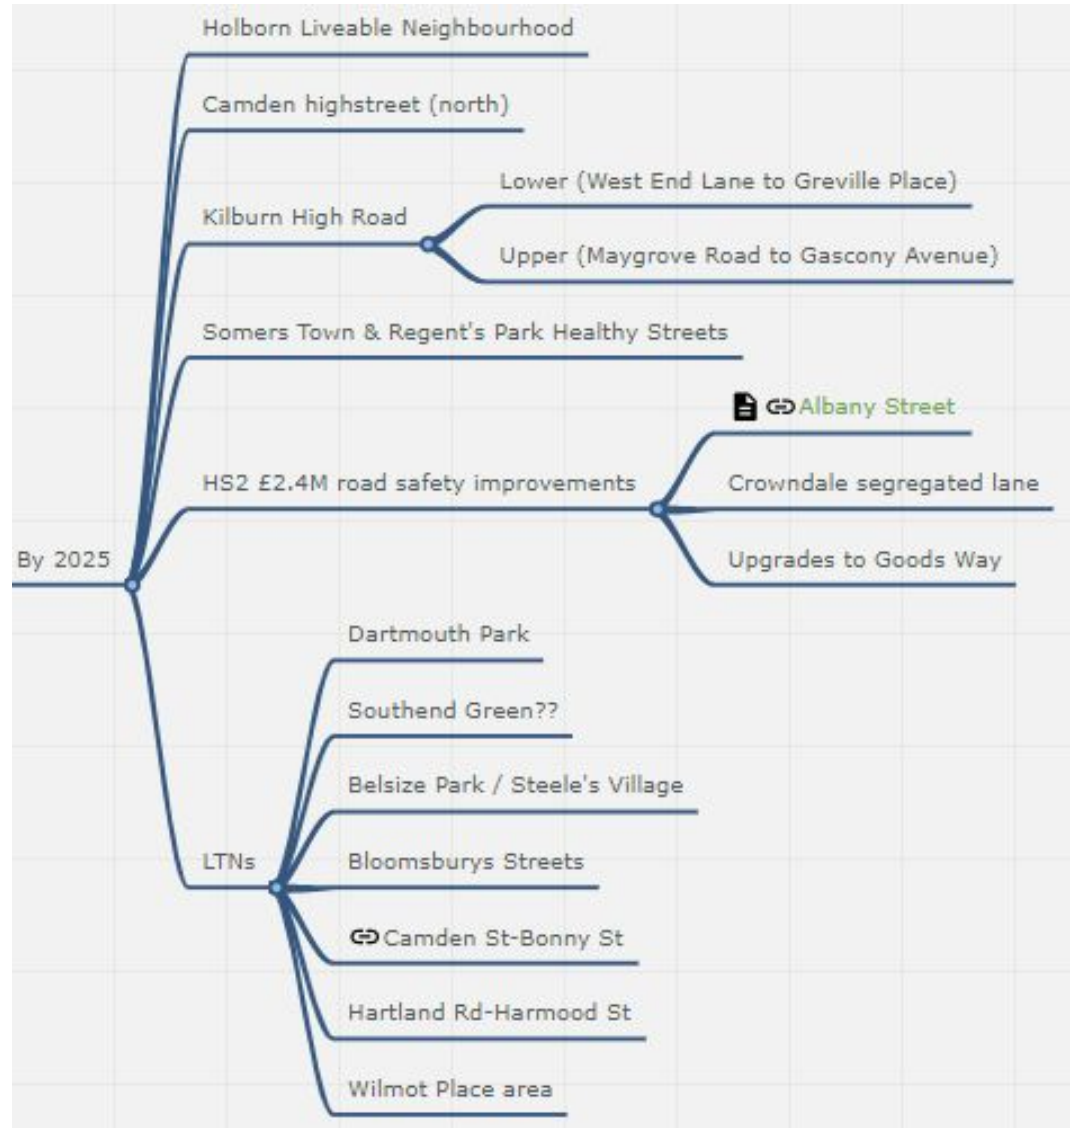 Holborn Liveable Neighbourhood
Camden highstreet (north)
Lower (West End Lane to Greville Place)
Kilburn High Road
Upper (Maygrove Road to Gascony Avenue)
Somers Town & Regent's Park Healthy Streets
Albany Street
HS2 £2.4M road safety improvements
Crowndale segregated lane
By 2025
Upgrades to Goods Way
Dartmouth Park
Southend Green??
Belsize Park / Steele's Village
LTNs
Bloomsburys Streets
Camden St-Bonny St
Hartland Rd-Harmood St
Wilmot Place area